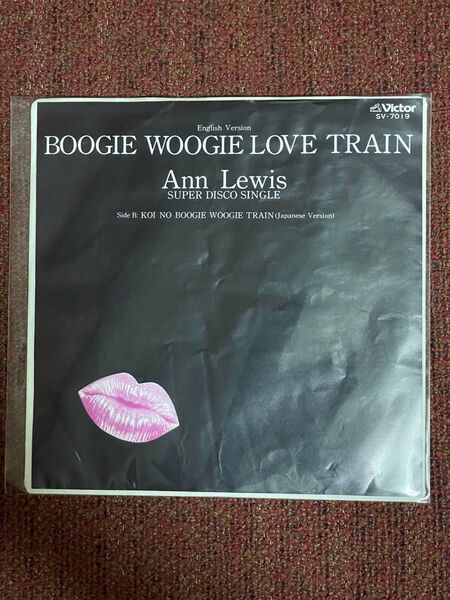 Victor
SV-7019
English Version
BOOGIE WOOGIE LOVE TRAIN
Ann Lewis
SUPER DISCO SINGLE
Side B: KOI NO BOOGIE WOOGIE TRAIN (Japanese Version)